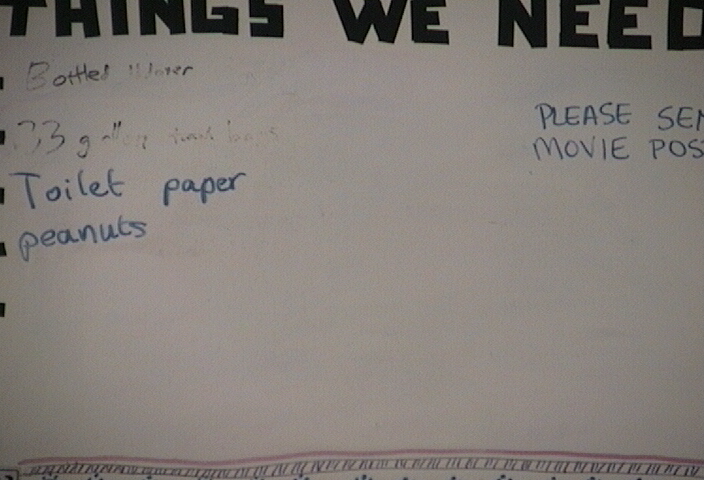 THINGS WE NEED
Bottled Water
33 gallon trash bags
Toilet paper
peanuts
PLEASE SEN
MOVIE POS